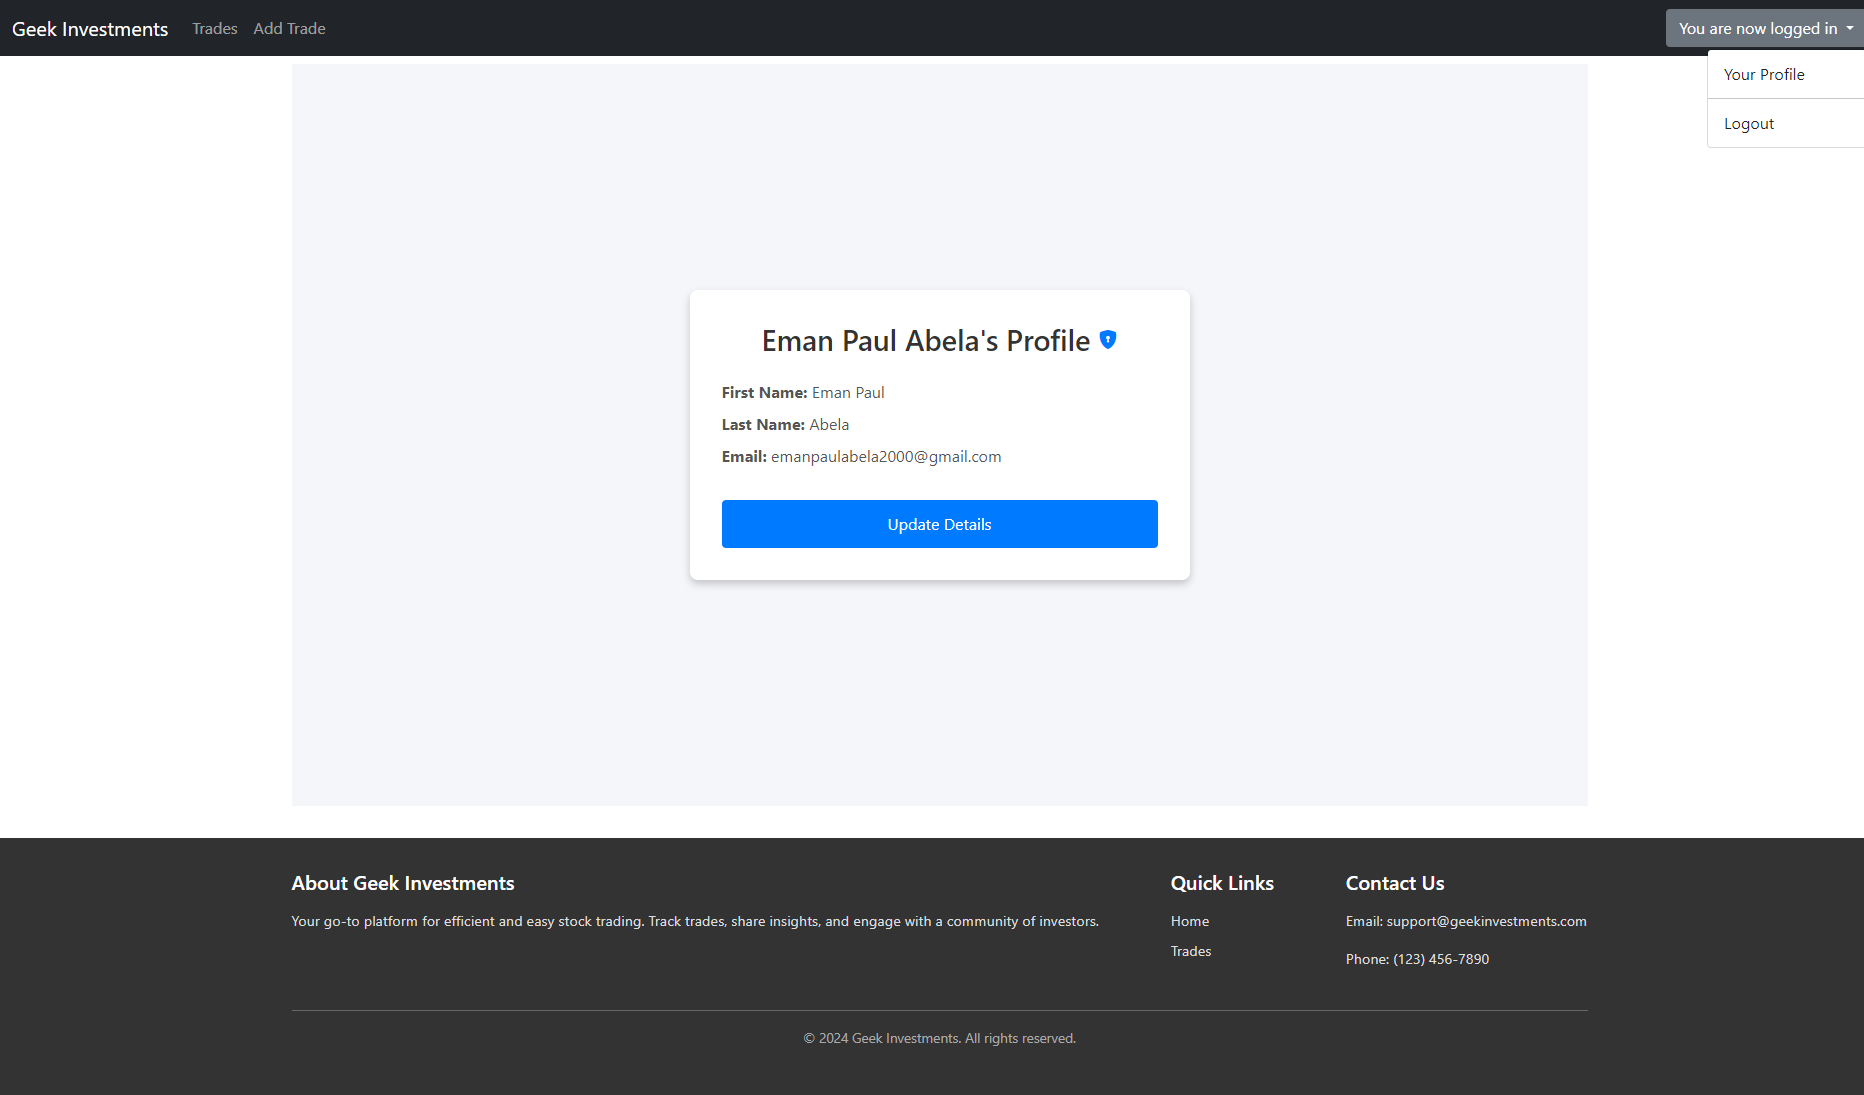 Geek Investments
Trades
Add Trade
You are now logged in
Your Profile
Logout
Eman Paul Abela's Profile
First Name: Eman Paul
Last Name: Abela
Email: emanpaulabela2000@gmail.com
Update Details
About Geek Investments
Your go-to platform for efficient and easy stock trading. Track trades, share insights, and engage with a community of investors.
Quick Links
Home
Trades
Contact Us
Email: support@geekinvestments.com
Phone: (123) 456-7890
© 2024 Geek Investments. All rights reserved.